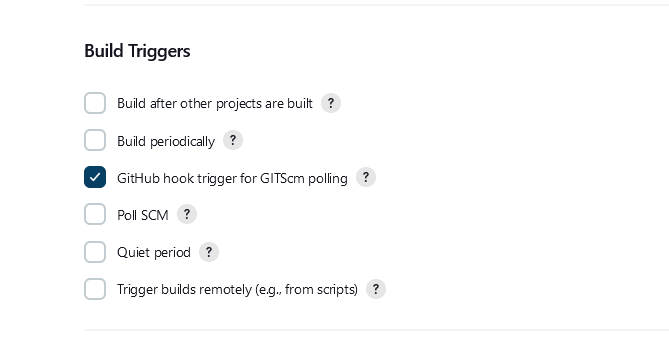 Build Triggers
Build after other projects are built ?
Build periodically ?
GitHub hook trigger for GITScm polling ?
Poll SCM ?
Quiet period ?
Trigger builds remotely (e.g., from scripts) ?